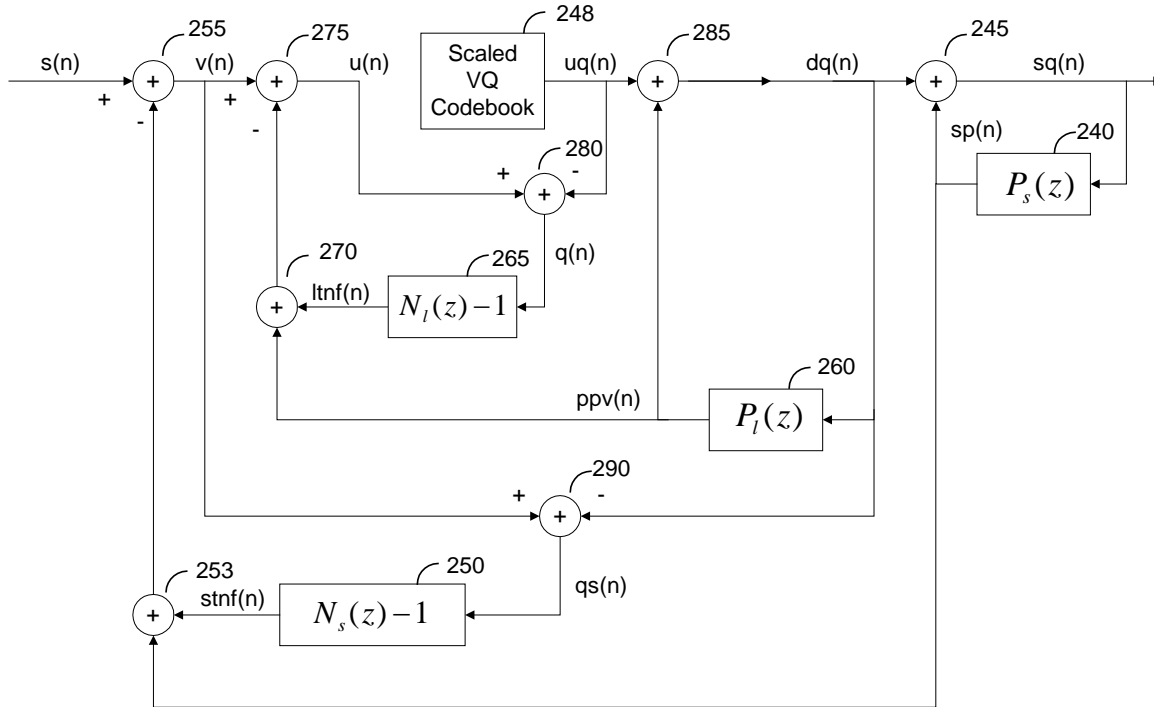 255
275
248
285
245
s(n)
v(n)
u(n)
Scaled
VQ
Codebook
uq(n)
dq(n)
sq(n)
+
+
+
+
+
+
+
-
-
sp(n)
240
P_s(z)
280
+
-
+
270
265
q(n)
ltnf(n)
+
N_l(z)-1
260
ppv(n)
P_l(z)
290
+
-
+
253
250
qs(n)
stnf(n)
+
N_s(z)-1